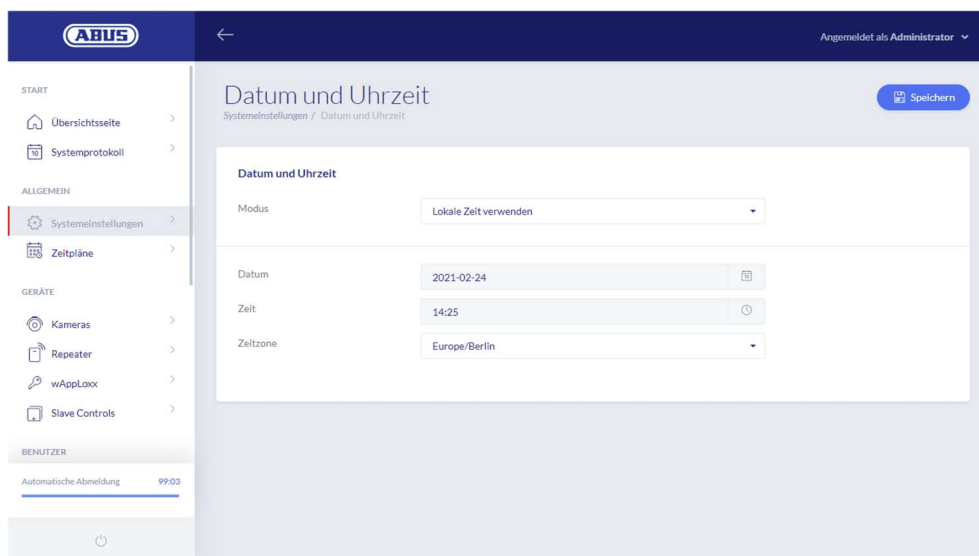 ABUS
Angemeldet als Administrator
START
Übersichtsseite
10
Systemprotokoll
ALLGEMEIN
Systemeinstellungen
Zeitpläne
GERÄTE
Kameras
Repeater
wAppLoxx
Slave Controls
BENUTZER
Automatische Abmeldung 99:03
Datum und Uhrzeit
Systemeinstellungen / Datum und Uhrzeit
Speichern
Datum und Uhrzeit
Modus Lokale Zeit verwenden
Datum 2021-02-24
Zeit 14:25
Zeitzone Europe/Berlin